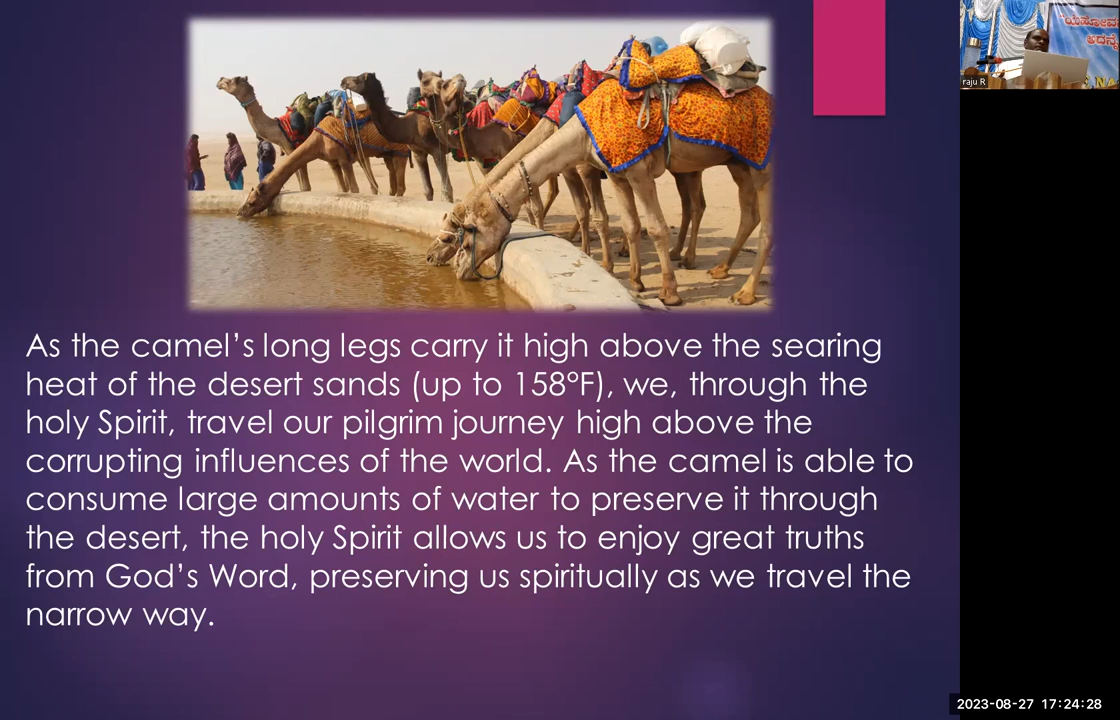 As the camel’s long legs carry it high above the searing
heat of the desert sands (up to 158°F), we, through the
holy Spirit, travel our pilgrim journey high above the
corrupting influences of the world. As the camel is able to
consume large amounts of water to preserve it through
the desert, the holy Spirit allows us to enjoy great truths
from God’s Word, preserving us spiritually as we travel the
narrow way.
raju R
2023-08-27 17:24:28